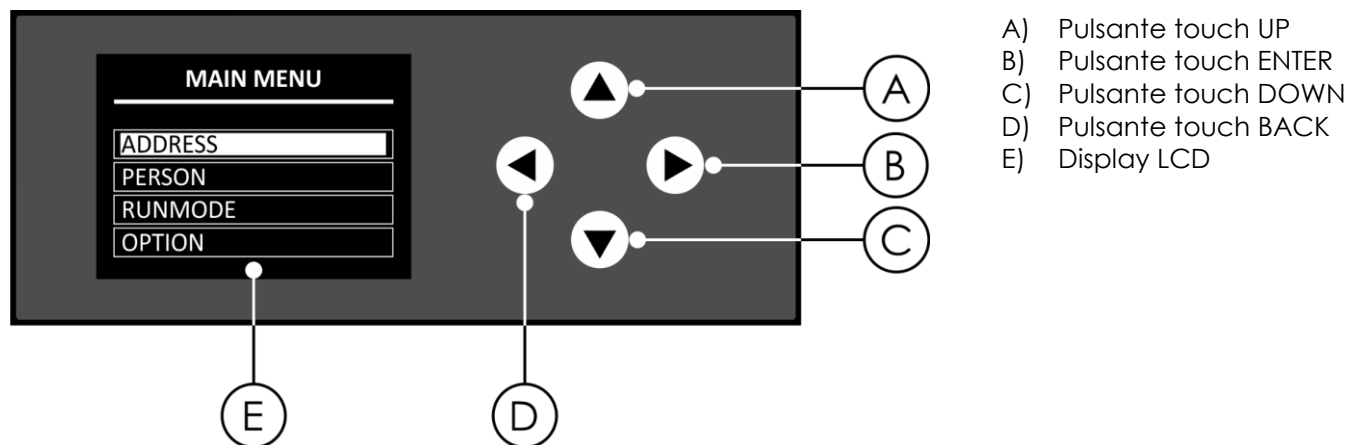 MAIN MENU
ADDRESS
PERSON
RUNMODE
OPTION
A
B
C
D
E
A) Pulsante touch UP
B) Pulsante touch ENTER
C) Pulsante touch DOWN
D) Pulsante touch BACK
E) Display LCD